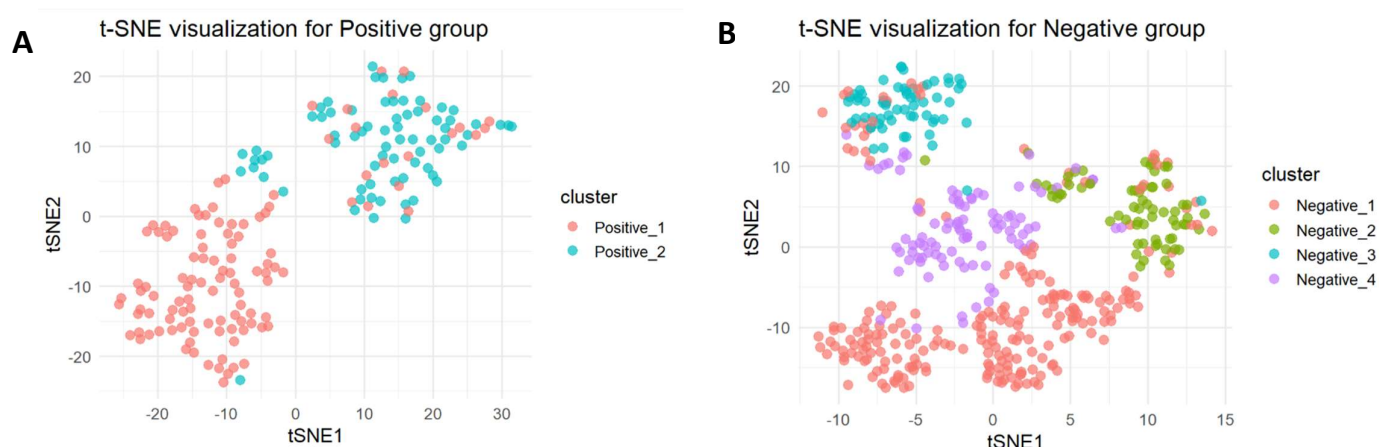 A
t-SNE visualization for Positive group
tSNE2
20
10
0
-10
-20
-20 -10 0 10 20 30
tSNE1
cluster
Positive_1
Positive_2
B
t-SNE visualization for Negative group
tSNE2
20
10
0
-10
-10 -5 0 5 10 15
tSNE1
cluster
Negative_1
Negative_2
Negative_3
Negative_4